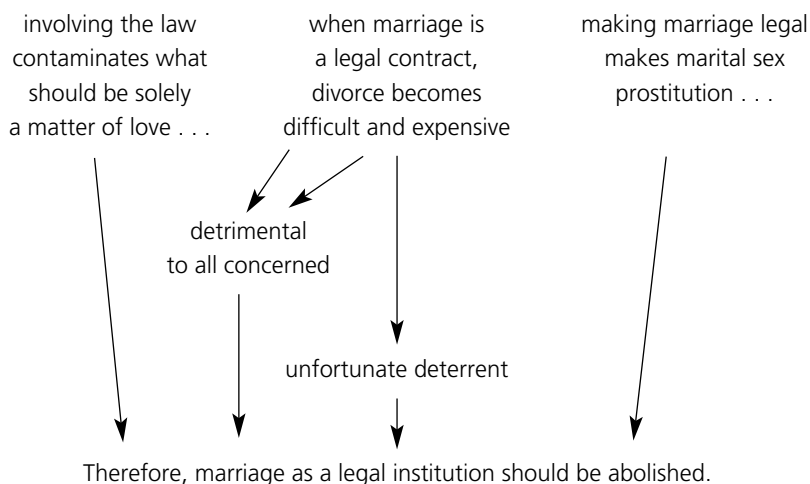 involving the law
contaminates what
should be solely
a matter of love . . .
when marriage is
a legal contract,
divorce becomes
difficult and expensive
making marriage legal
makes marital sex
prostitution . . .
detrimental
to all concerned
unfortunate deterrent
Therefore, marriage as a legal institution should be abolished.